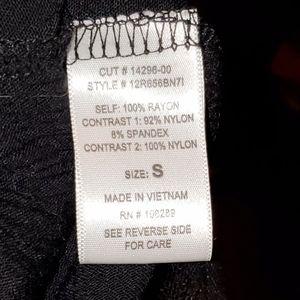 CUT # 14296-00
STYLE # 12R656BN7I
SELF: 100% RAYON
CONTRAST 1: 92% NYLON
8% SPANDEX
CONTRAST 2: 100% NYLON
SIZE: S
MADE IN VIETNAM
RN # 106289
SEE REVERSE SIDE
FOR CARE